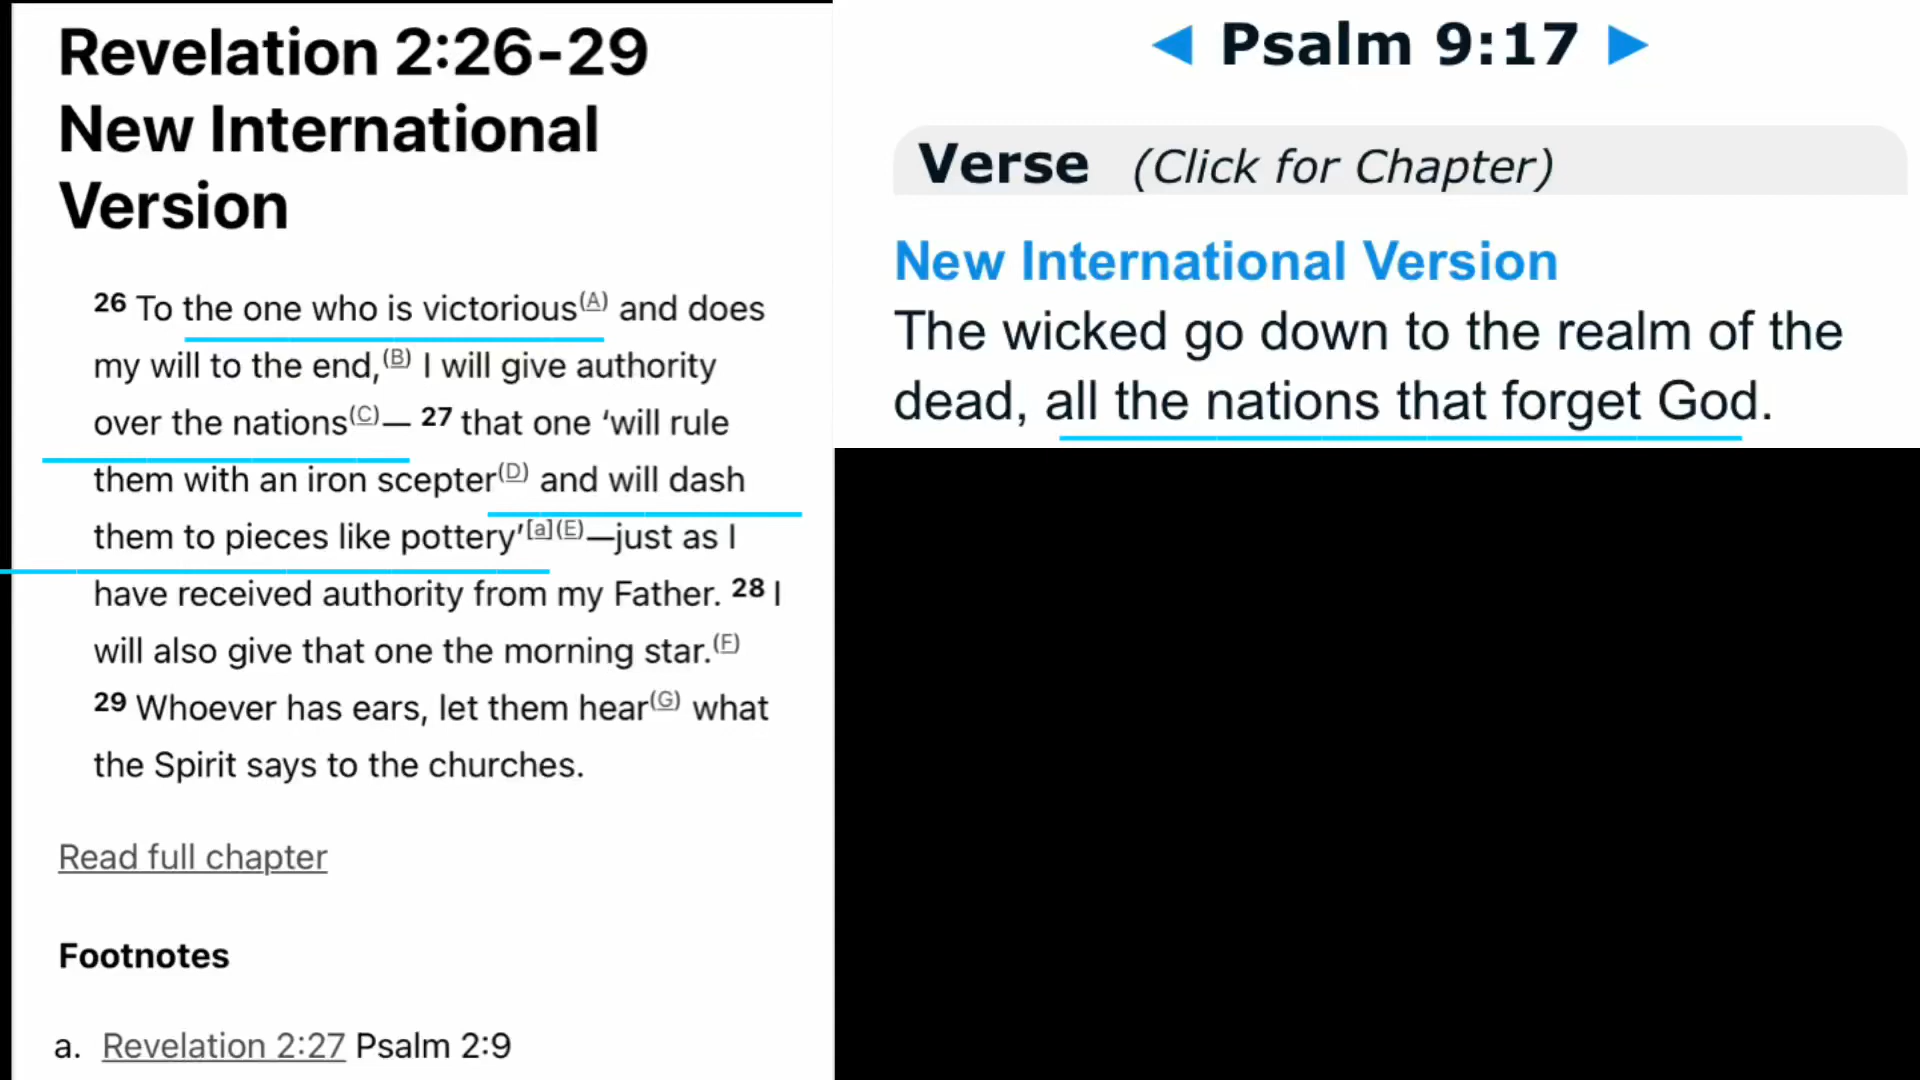 Revelation 2:26-29
New International
Version
26 To the one who is victorious(A) and does
my will to the end,(B) I will give authority
over the nations(C)— 27 that one ‘will rule
them with an iron scepter(D) and will dash
them to pieces like pottery’[a](E)—just as I
have received authority from my Father. 28 I
will also give that one the morning star.(F)
29 Whoever has ears, let them hear(G) what
the Spirit says to the churches.
Read full chapter
Footnotes
a. Revelation 2:27 Psalm 2:9
◄ Psalm 9:17 ►
Verse (Click for Chapter)
New International Version
The wicked go down to the realm of the
dead, all the nations that forget God.